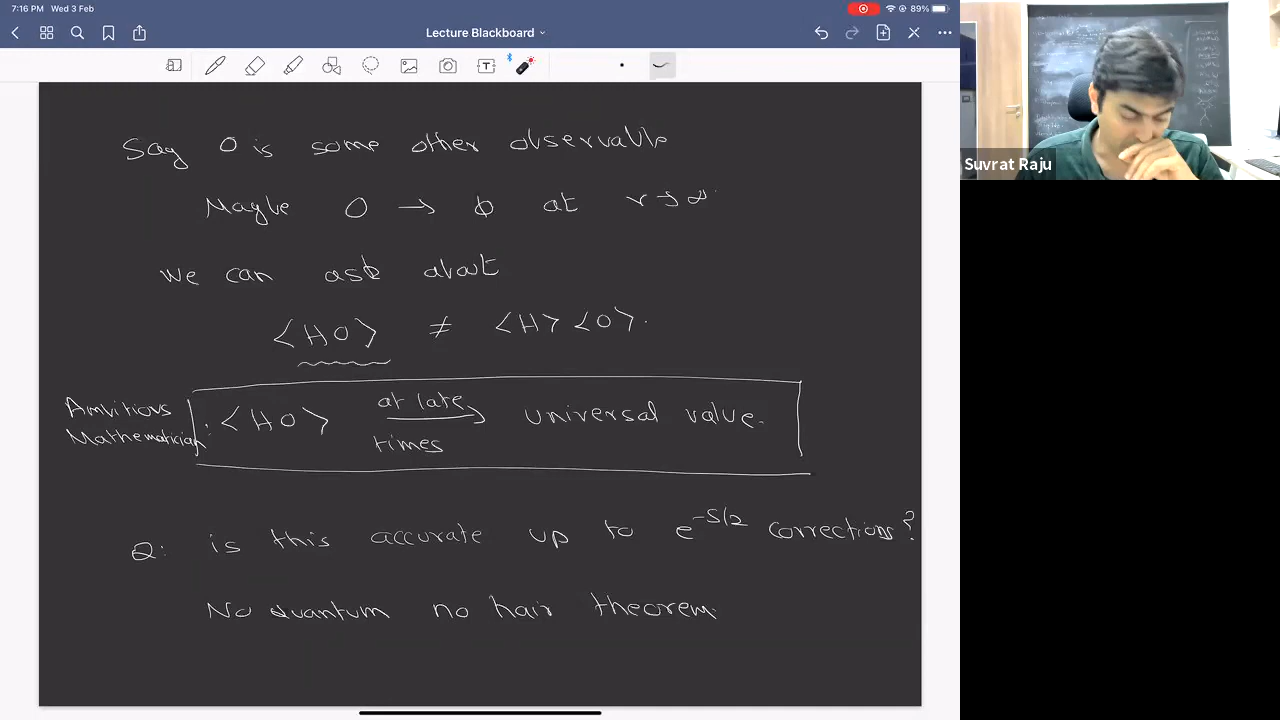 7:16 PM Wed 3 Feb
89%
Lecture Blackboard
Say O is some other observable
Maybe O → φ at r → ∞.
we can ask about
<HO> ≠ <H> <O>.
Ambitious Mathematician: <HO> at late times → universal value.
Q: is this accurate up to e^{-S/2} corrections?
No quantum no hair theorem.
Suvrat Raju